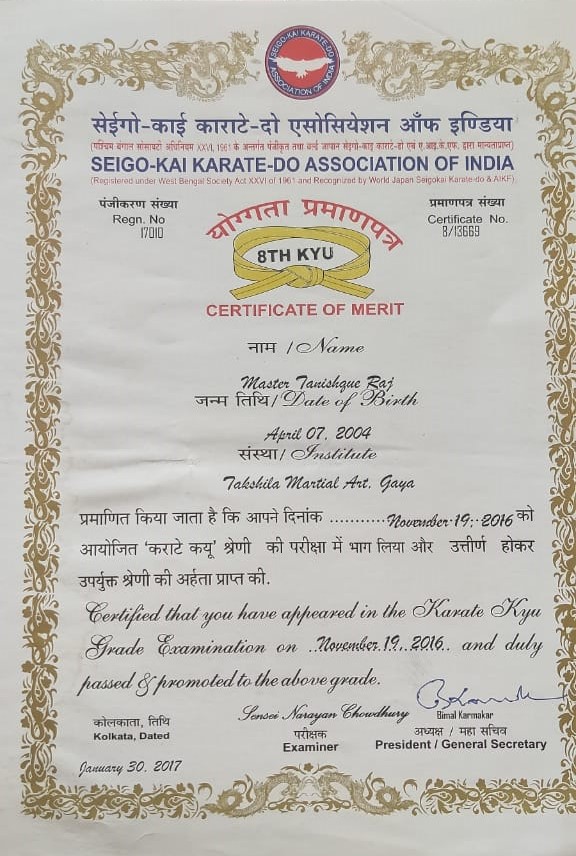 SEIGO-KAI KARATE-DO
ASSOCIATION OF INDIA
सेईगो-काई काराटे-दो एसोसियेशन ऑफ इण्डिया
(पश्चिम बंगाल सोसायटी अधिनियम XXVI, 1961 के अन्तर्गत पंजीकृत तथा वर्ल्ड जापान सेईगोकाई काराटे-दो एवं ए.आई.के.एफ. द्वारा मान्यताप्राप्त)
SEIGO-KAI KARATE-DO ASSOCIATION OF INDIA
(Registered under West Bengal Society Act XXVI of 1961 and Recognized by World Japan Seigokai Karate-do & AIKF)
पंजीकरण संख्या
Regn. No
17010
प्रमाणपत्र संख्या
Certificate No.
8/13669
योग्गता प्रमाणपत्र
8TH KYU
CERTIFICATE OF MERIT
नाम / Name
Master Tanishque Raj
जन्म तिथि/ Date of Birth
April 07, 2004
संस्था/ Institute
Takshila Martial Art, Gaya
प्रमाणित किया जाता है कि आपने दिनांक ...........November-19,-2016 को
आयोजित 'कराटे कयू' श्रेणी की परीक्षा में भाग लिया और उत्तीर्ण होकर
उपर्युक्त श्रेणी की अर्हता प्राप्त की.
Certified that you have appeared in the Karate Kyu
Grade Examination on ..November.19,.2016.. and duly
passed & promoted to the above grade.
कोलकाता, तिथि
Kolkata, Dated
January 30, 2017
Sensei Narayan Chowdhury
परीक्षक
Examiner
Bimal Karmakar
अध्यक्ष / महा सचिव
President / General Secretary